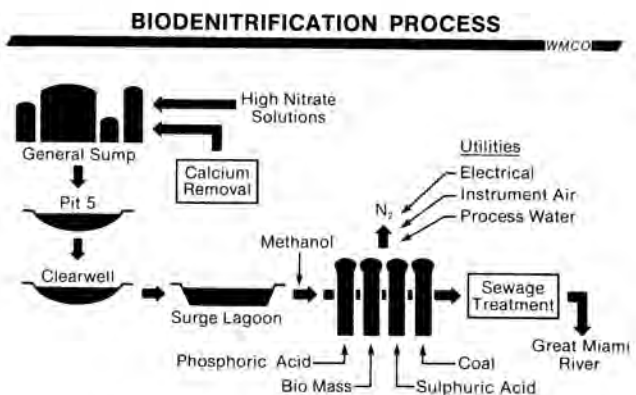 BIODENITRIFICATION PROCESS
WMCO
High Nitrate
Solutions
General Sump
Calcium
Removal
Utilities
Electrical
Instrument Air
Process Water
N₂
Pit 5
Methanol
Clearwell
Surge Lagoon
Sewage
Treatment
Great Miami
River
Phosphoric Acid
Coal
Bio Mass
Sulphuric Acid